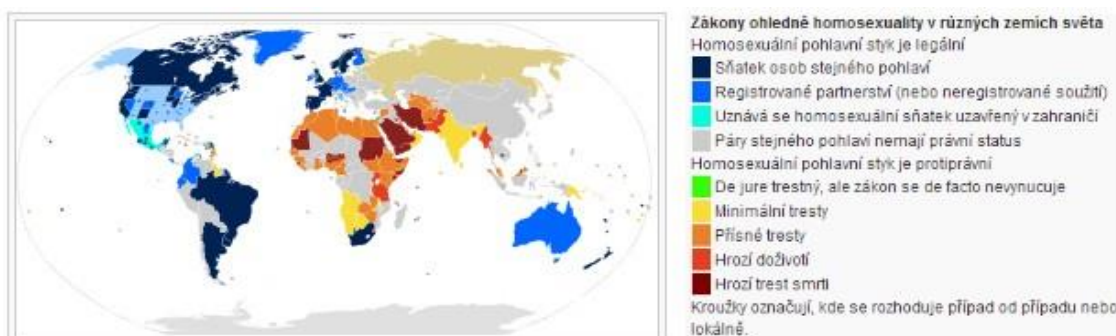 Zákony ohledně homosexuality v různých zemích světa
Homosexuální pohlavní styk je legální
Sňatek osob stejného pohlaví
Registrované partnerství (nebo neregistrované soužití)
Uznává se homosexuální sňatek uzavřený v zahraničí
Páry stejného pohlaví nemají právní status
Homosexuální pohlavní styk je protiprávní
De jure trestný, ale zákon se de facto nevynucuje
Minimální tresty
Přísné tresty
Hrozí doživotí
Hrozí trest smrti
Kroužky označují, kde se rozhoduje případ od případu nebo
lokálně.